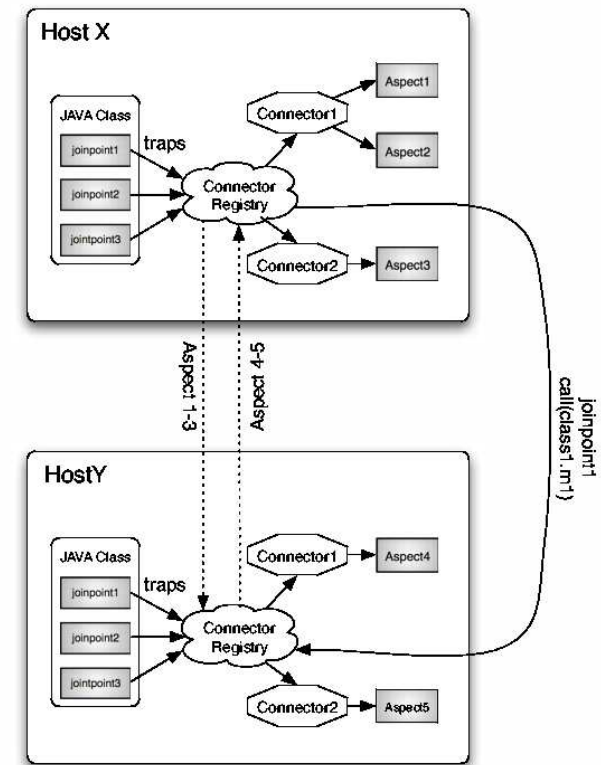 Host X
JAVA Class
joinpoint1
joinpoint2
jointpoint3
traps
Connector
Registry
Connector1
Connector2
Aspect1
Aspect2
Aspect3
Aspect 1-3
Aspect 4-5
joinpoint1
call(class1.m1)
HostY
JAVA Class
joinpoint1
joinpoint2
jointpoint3
traps
Connector
Registry
Connector1
Connector2
Aspect4
Aspect5